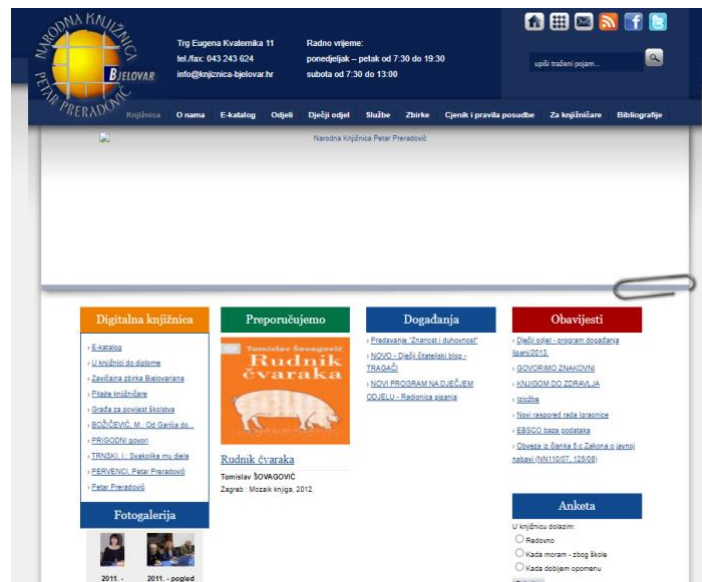 NARODNA KNJIŽNICA
PETAR PRERADOVIĆ
BJELOVAR
Trg Eugena Kvaternika 11
tel./fax: 043 243 624
info@knjiznica-bjelovar.hr
Radno vrijeme:
ponedjeljak – petak od 7:30 do 19:30
subota od 7:30 do 13:00
upiši traženi pojam...
Knjižnica O nama E-katalog Odjeli Dječji odjel Službe Zbirke Cjenik i pravila posudbe Za knjižničare Bibliografije
Narodna Knjižnica Petar Preradović
Digitalna knjižnica
› E-katalog
› U knjižnici do diplome
› Zavičajna zbirka Bjelovariana
› Pitajte knjižničare
› Građa za povijest školstva
› BOŽIČEVIĆ, M.: Od Garića do...
› PRIGODNI govori
› TRNSKI, I.: Svakolika mu djela
› PERVENCI, Petar Preradović
› Petar Preradović
Fotogalerija
2011. -
2011. - pogled
Preporučujemo
Tomislav Šovagović
Rudnik
čvaraka
Rudnik čvaraka
Tomislav ŠOVAGOVIĆ
Zagreb : Mozaik knjiga, 2012.
Događanja
› Predavanje "Znanost i duhovnost"
› NOVO - Dječji čitateljski blog -
TRAGAČI
› NOVI PROGRAM NA DJEČJEM
ODJELU - Radionica pisanja
Obavijesti
› Dječji odjel - program događanja
lipanj/2013.
› GOVORIMO ZNAKOVNI
› KNJIGOM DO ZDRAVLJA
› Izložbe
› Novi raspored rada Igraonice
› EBSCO baze podataka
› Obveza iz članka 5.c Zakona o javnoj
nabavi (NN110/07, 125/08)
Anketa
U knjižnicu dolazim:
Redovno
Kada moram - zbog škole
Kada dobijem opomenu